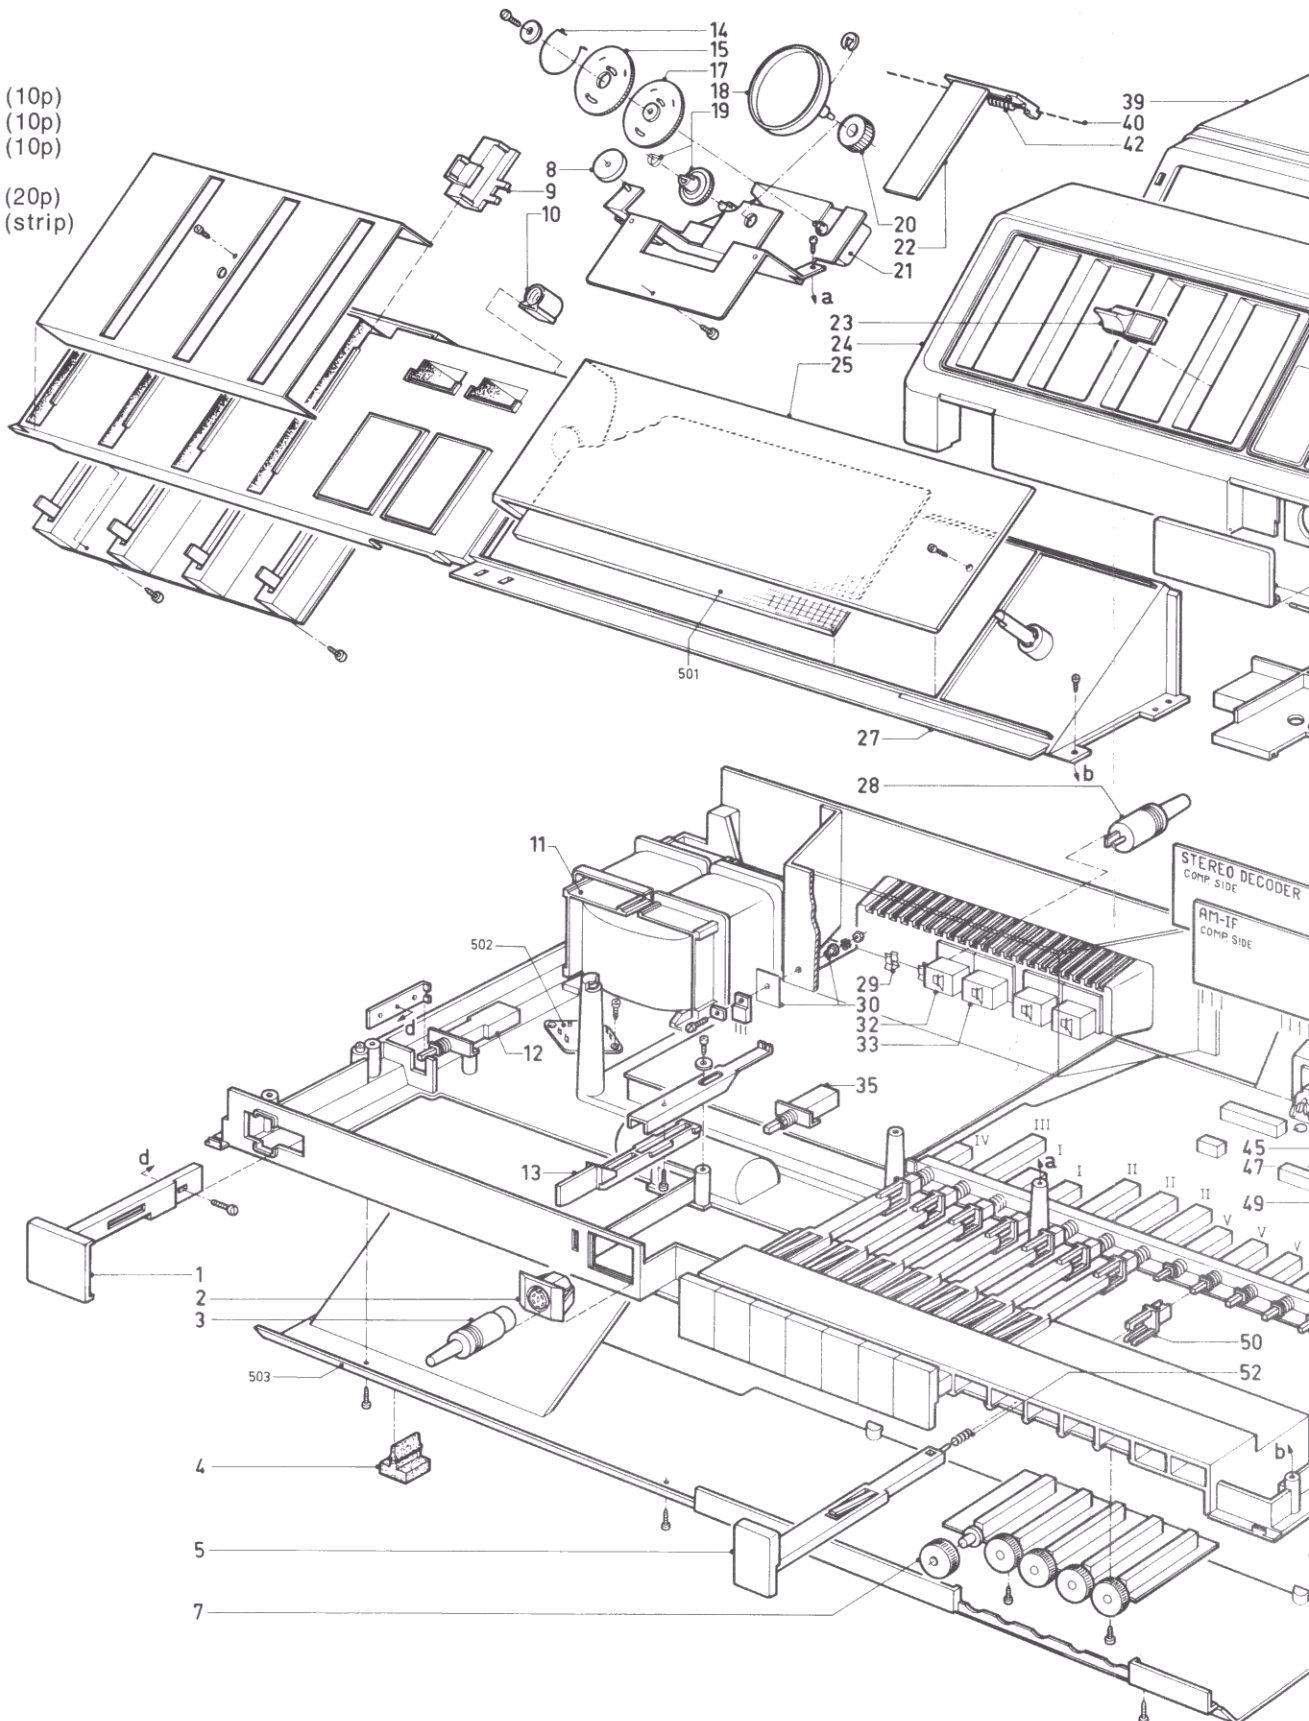 14
15
(10p)
17
39
(10p)
18
40
(10p)
19
42
8
(20p)
9
(strip)
10
20
22
21
a
23
24
25
501
27
b
28
11
STEREO DECODER
COMP. SIDE
AM-IF
COMP. SIDE
502
29
30
d
32
12
33
35
III
IV
I
45
d
a
13
I
II
47
II
49
II
V
V
V
1
2
3
50
503
52
4
b
5
7